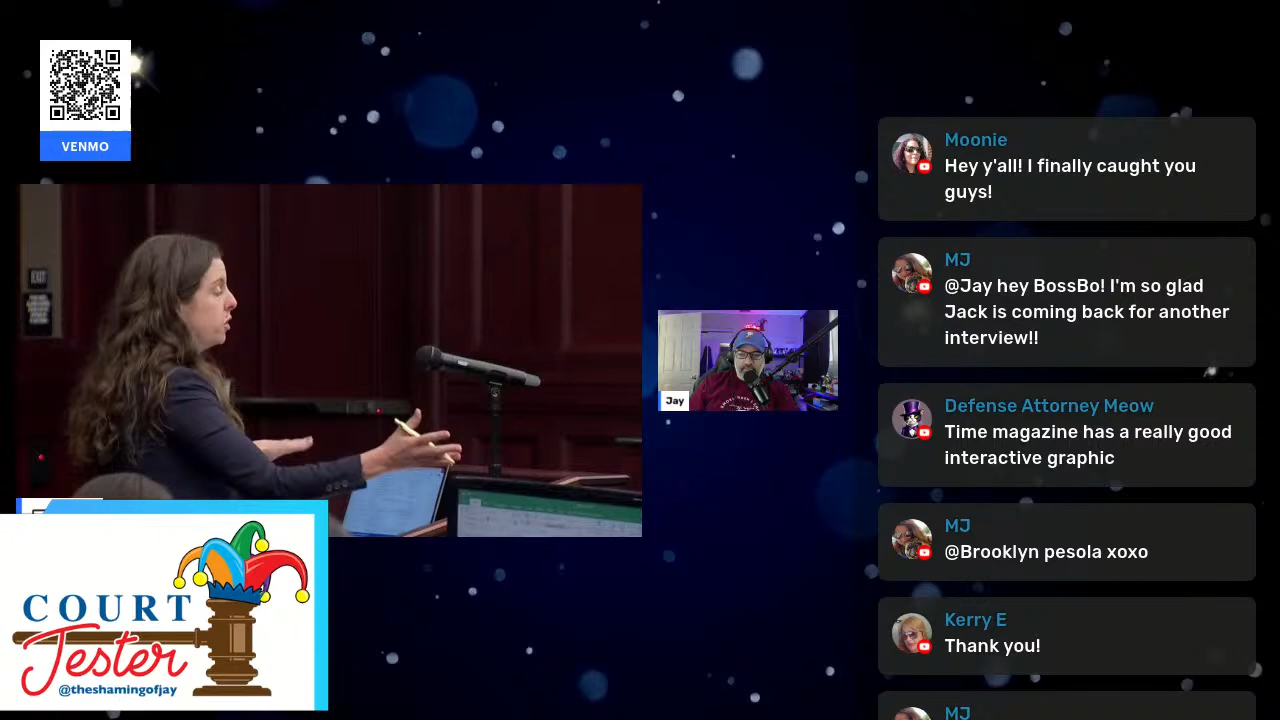 VENMO
EXIT
Jay
Moonie
Hey y'all! I finally caught you
guys!
MJ
@Jay hey BossBo! I'm so glad
Jack is coming back for another
interview!!
Defense Attorney Meow
Time magazine has a really good
interactive graphic
MJ
@Brooklyn pesola xoxo
Kerry E
Thank you!
MJ
COURT
Jester
@theshamingofjay